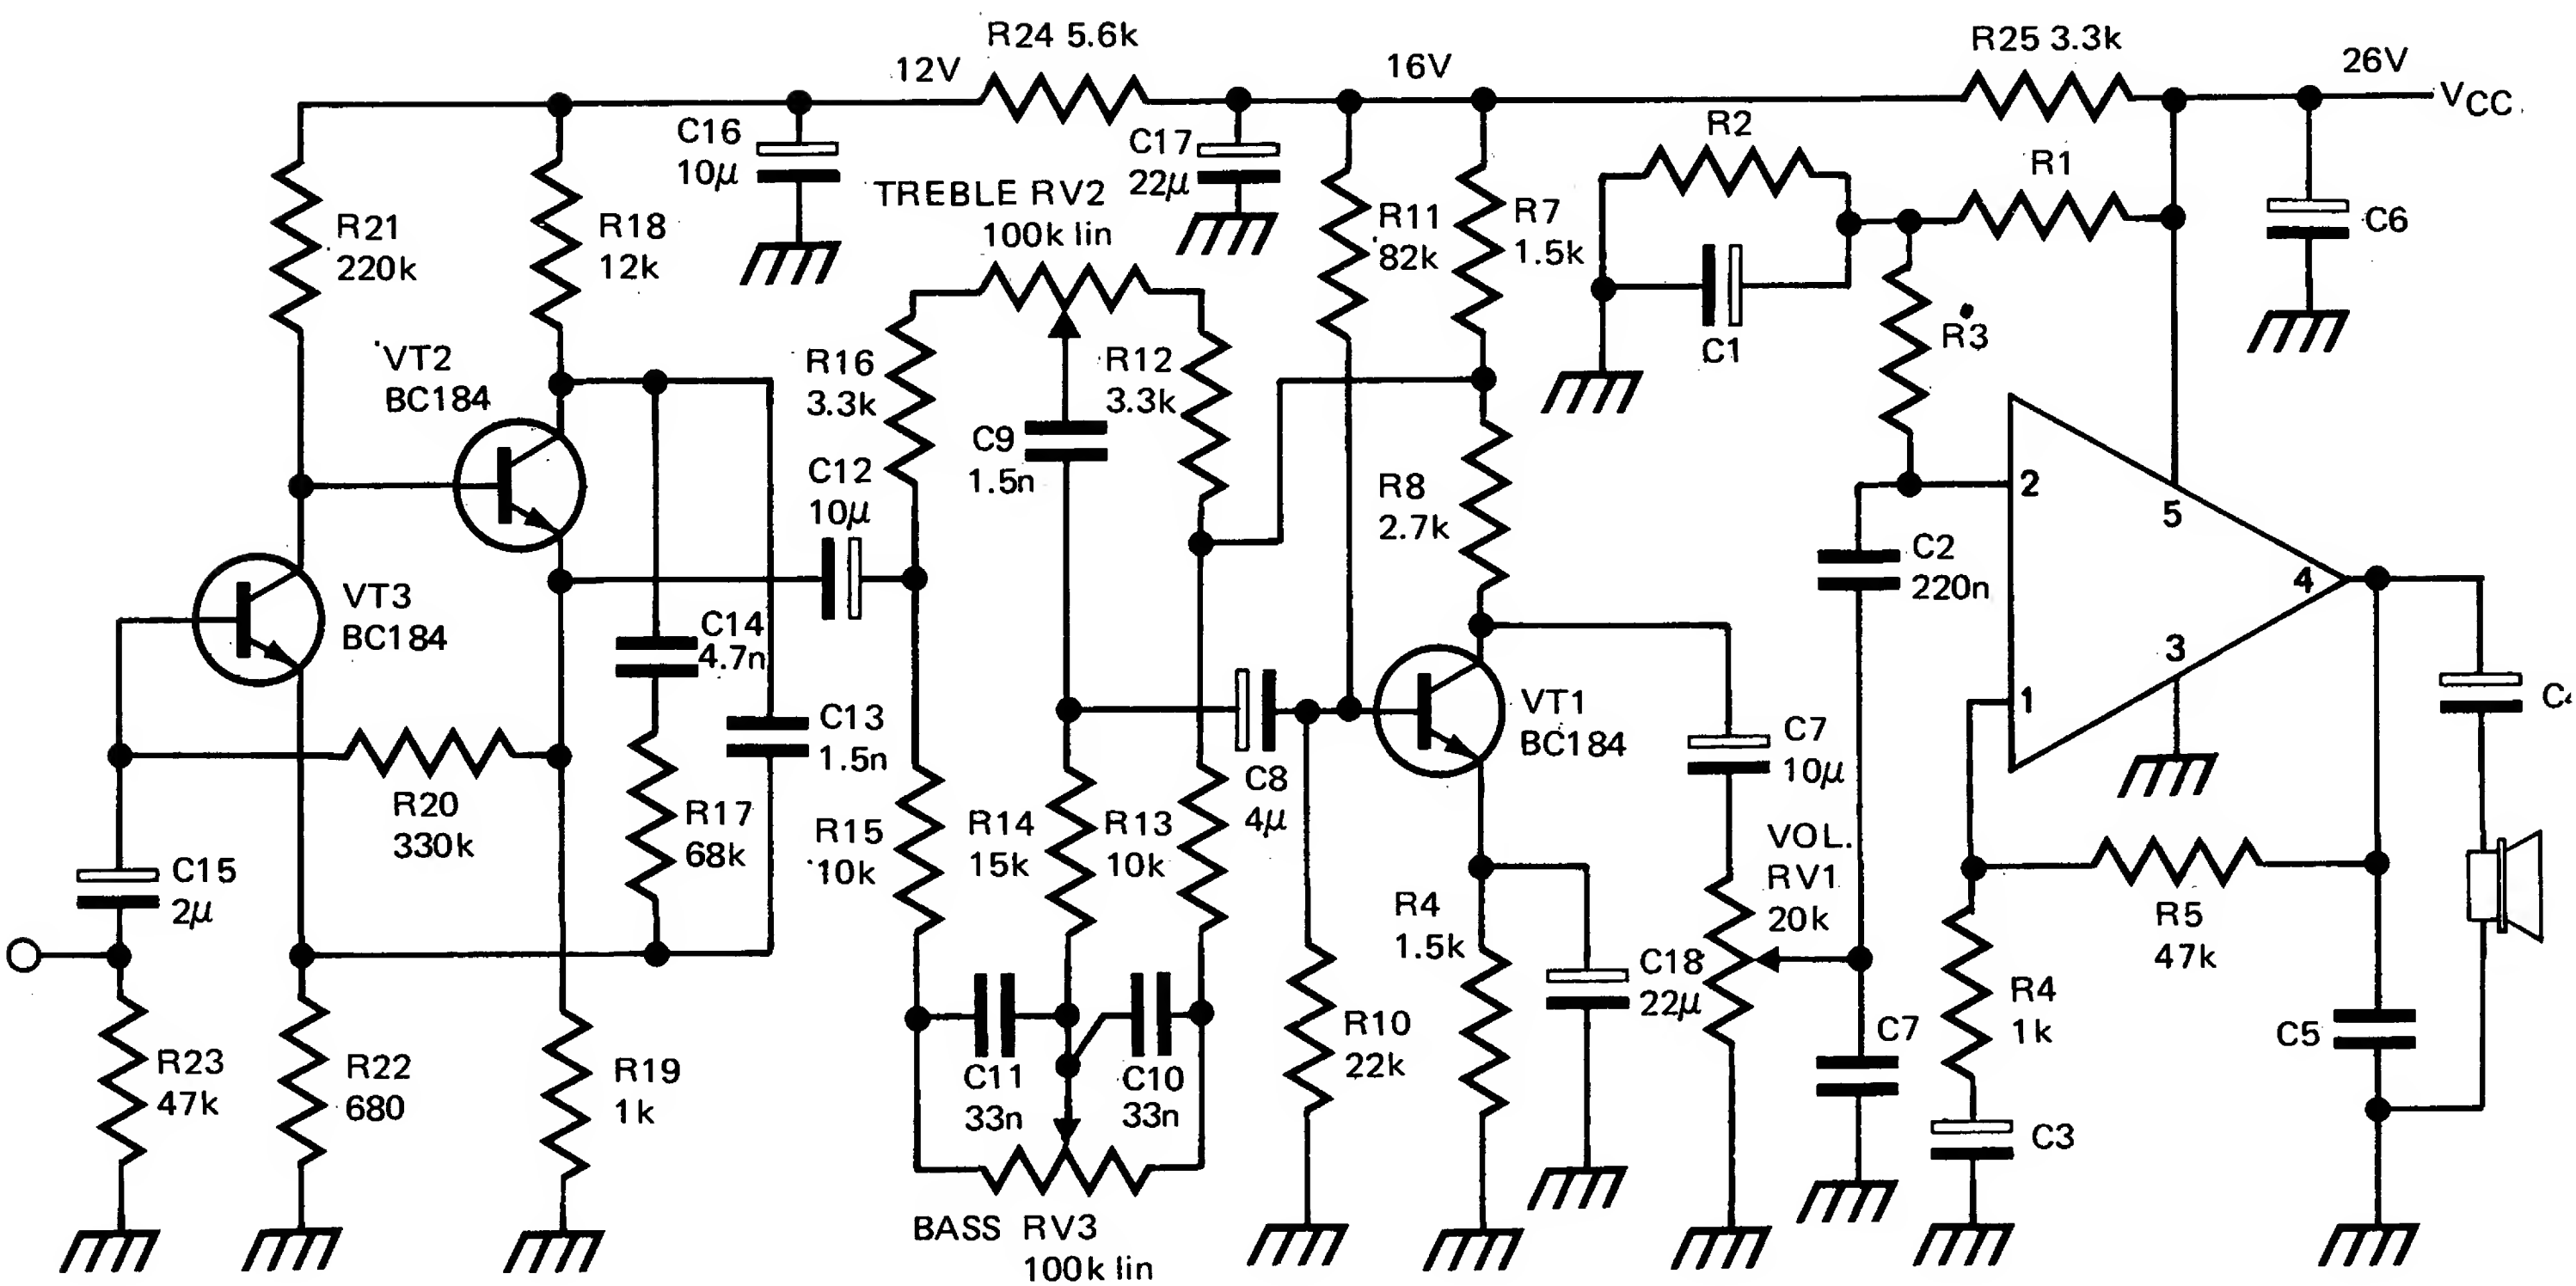 R24 5.6k
12V
16V
R25 3.3k
26V
VCC
C16
10μ
C17
22μ
R2
R1
TREBLE RV2
100k lin
R21
220k
R18
12k
R11
82k
R7
1.5k
C6
VT2
BC184
R16
3.3k
R12
3.3k
C1
R3
C9
1.5n
C12
10μ
R8
2.7k
2
5
C2
220n
4
VT3
BC184
C14
4.7n
3
1
C13
1.5n
VT1
BC184
C7
10μ
R20
330k
R17
68k
R15
10k
R14
15k
R13
10k
C8
4μ
VOL.
RV1
20k
C15
2μ
R4
1.5k
R5
47k
C18
22μ
R4
1k
R23
47k
R22
680
R19
1k
C11
33n
C10
33n
R10
22k
C7
C5
C3
BASS RV3
100k lin